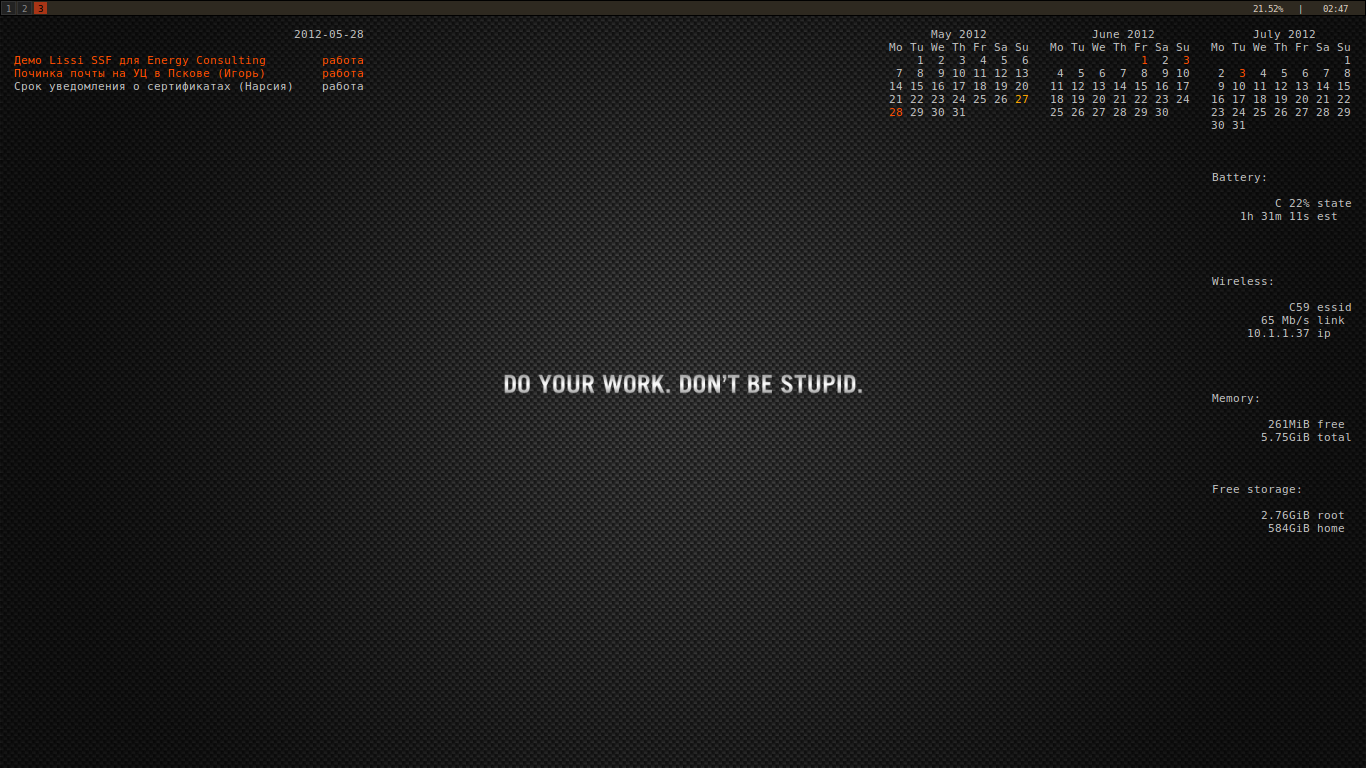 1 2 3
21.52% | 02:47
2012-05-28
Демо Lissi SSF для Energy Consulting работа
Починка почты на УЦ в Пскове (Игорь) работа
Срок уведомления о сертификатах (Нарсия) работа
May 2012
Mo Tu We Th Fr Sa Su
1 2 3 4 5 6
7 8 9 10 11 12 13
14 15 16 17 18 19 20
21 22 23 24 25 26 27
28 29 30 31
June 2012
Mo Tu We Th Fr Sa Su
1 2 3
4 5 6 7 8 9 10
11 12 13 14 15 16 17
18 19 20 21 22 23 24
25 26 27 28 29 30
July 2012
Mo Tu We Th Fr Sa Su
1
2 3 4 5 6 7 8
9 10 11 12 13 14 15
16 17 18 19 20 21 22
23 24 25 26 27 28 29
30 31
Battery:
C 22% state
1h 31m 11s est
Wireless:
C59 essid
65 Mb/s link
10.1.1.37 ip
DO YOUR WORK. DON'T BE STUPID.
Memory:
261MiB free
5.75GiB total
Free storage:
2.76GiB root
584GiB home